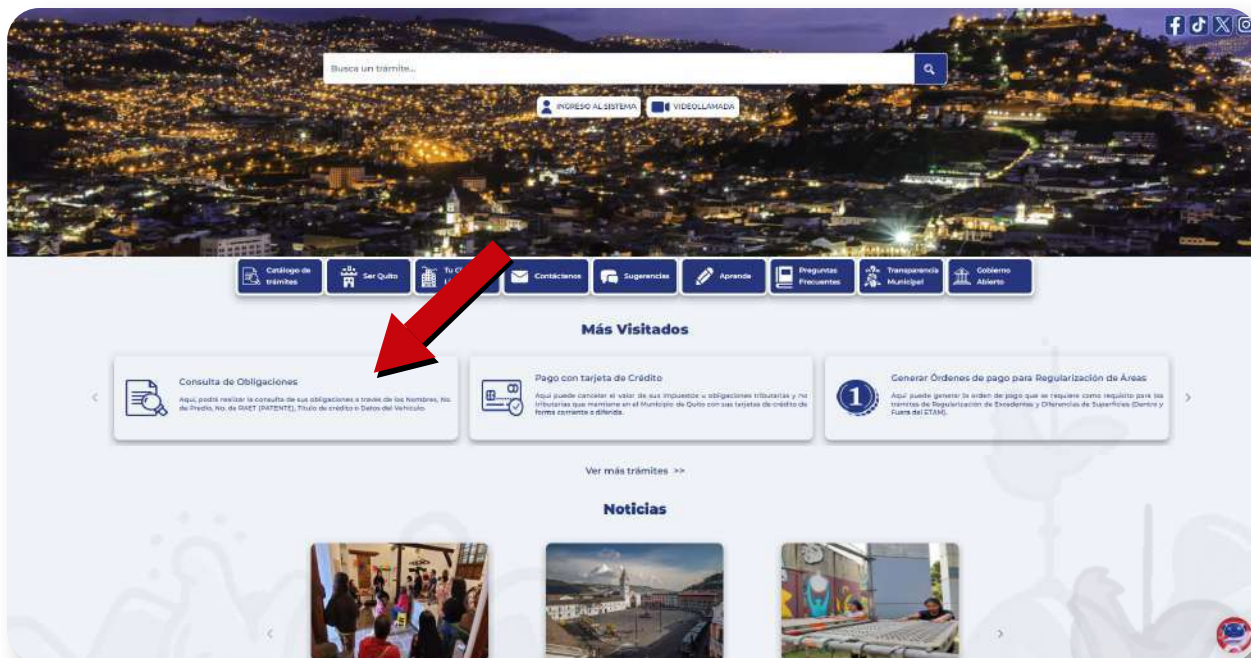 Busca un trámite...
INGRESO AL SISTEMA
VIDEOLLAMADA
Catálogo de
trámites
Ser Quito
Tu
Contáctenos
Sugerencias
Aprende
Preguntas
Frecuentes
Transparencia
Municipal
Gobierno
Abierto
Más Visitados
Consulta de Obligaciones
Aquí, podrá realizar la consulta de sus obligaciones a través de los Nombres, No.
de Predio, No. de RAET (PATENTE), Título de crédito o Datos del Vehículo.
Pago con tarjeta de Crédito
Aquí puede cancelar el valor de sus impuestos u obligaciones tributarias y no
tributarias que mantiene en el Municipio de Quito con sus tarjetas de crédito de
forma corriente o diferida.
1
Generar Órdenes de pago para Regularización de Áreas
Aquí puede generar la orden de pago que se requiere como requisito para los
trámites de Regularización de Excedentes y Diferencias de Superficies (Dentro y
Fuera del ETAM).
Ver más trámites >>
Noticias